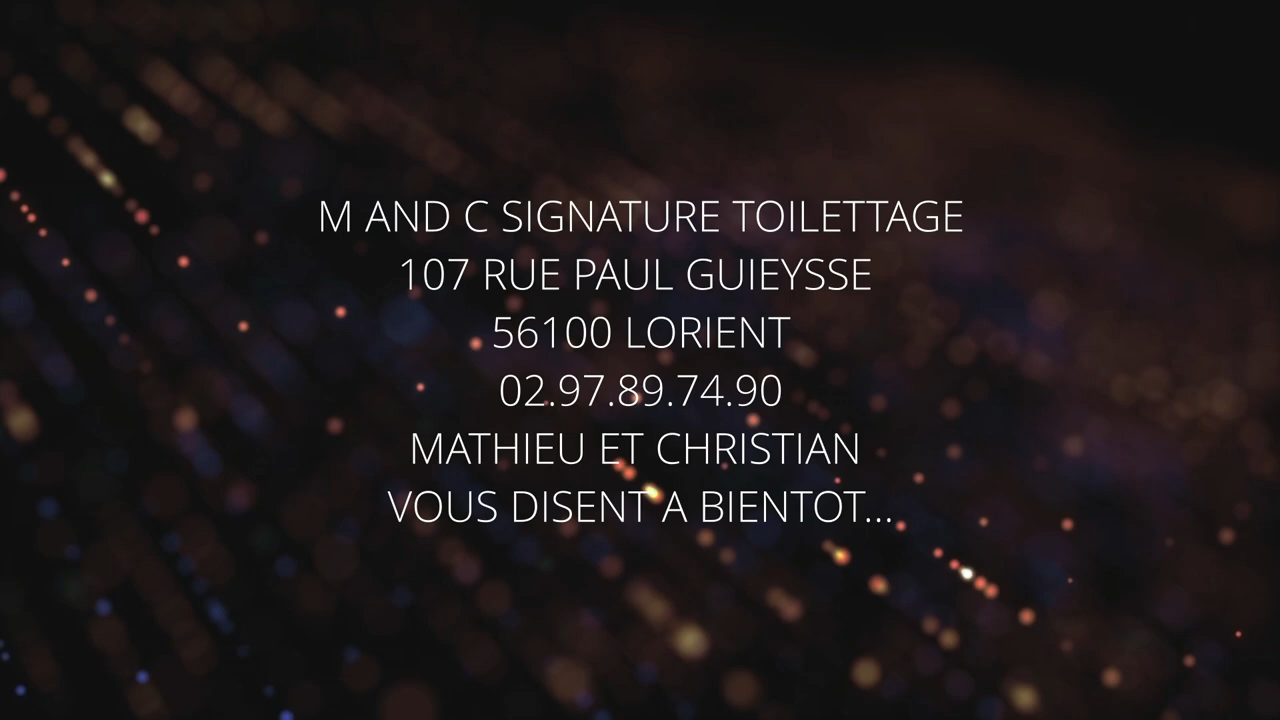 M AND C SIGNATURE TOILETTAGE
107 RUE PAUL GUIEYSSE
56100 LORIENT
02.97.89.74.90
MATHIEU ET CHRISTIAN
VOUS DISENT A BIENTOT...